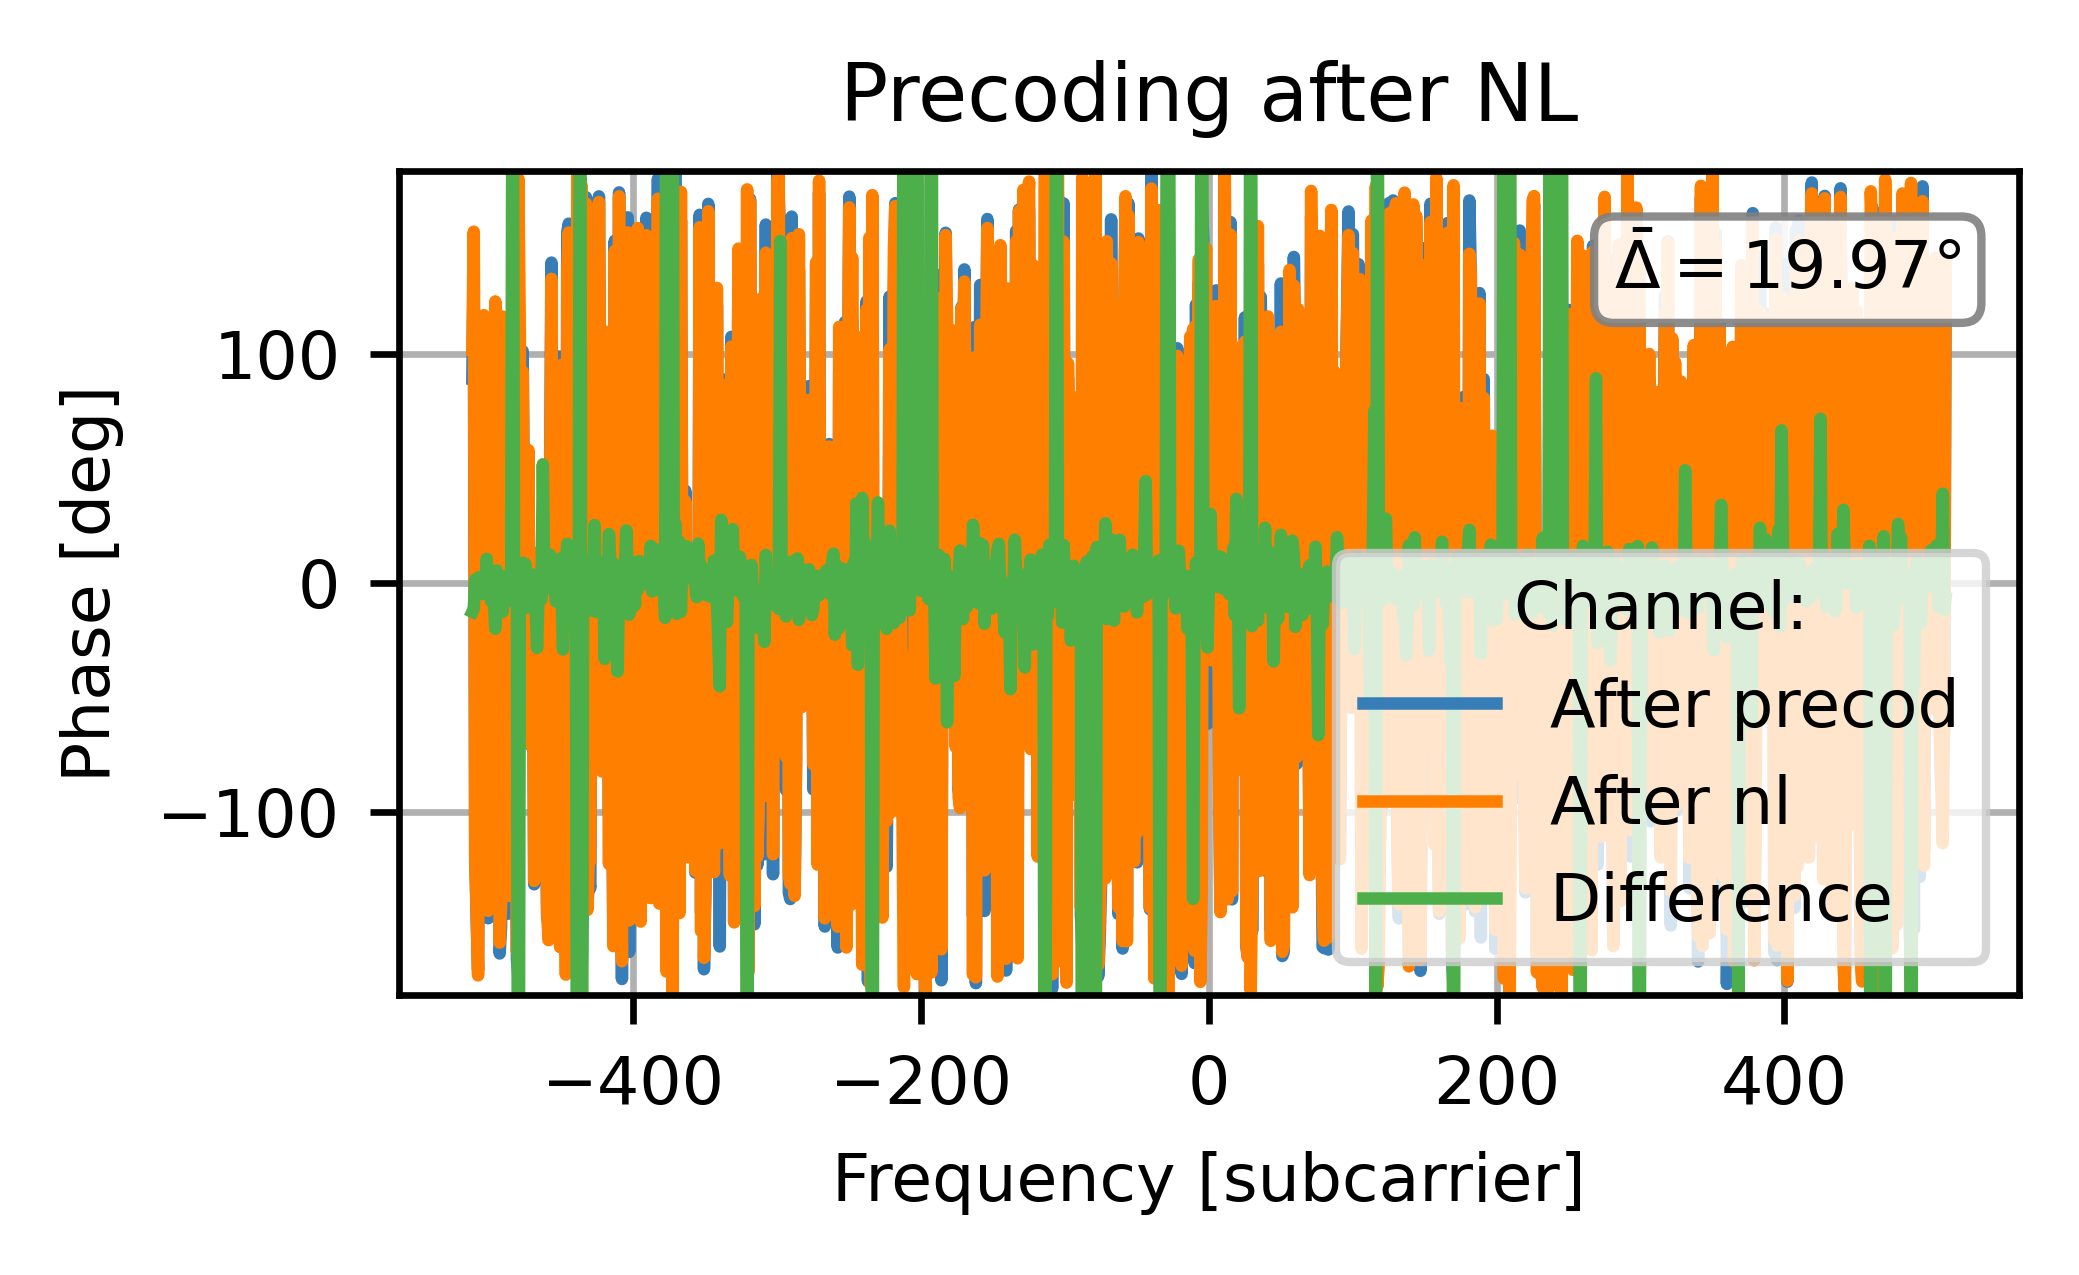 Precoding after NL
Δ̄ = 19.97°
Phase [deg]
100
0
−100
Channel:
After precod
After nl
Difference
−400 −200 0 200 400
Frequency [subcarrier]